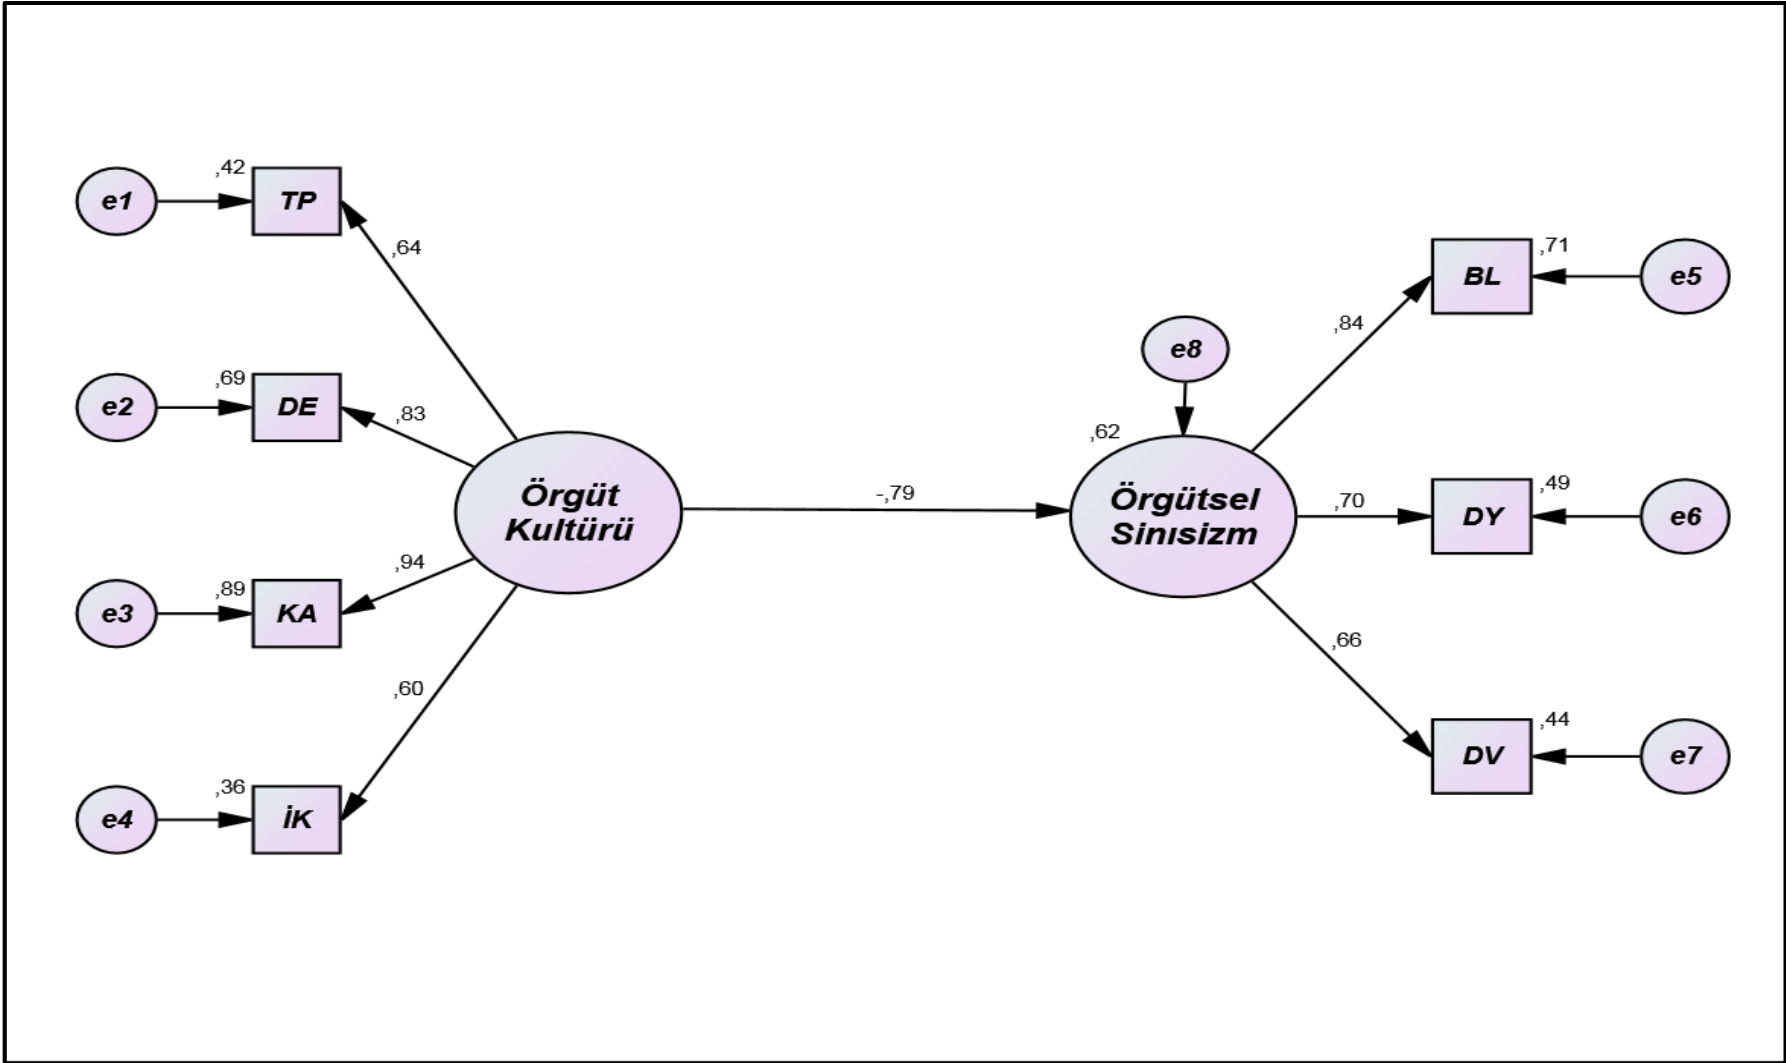 ,42
e1
TP
,64
,69
e2
DE
,83
,89
e3
KA
,94
,36
e4
İK
,60
Örgüt
Kultürü
-,79
e8
,62
Örgütsel
Sinısizm
,84
BL
,71
e5
,70
DY
,49
e6
,66
DV
,44
e7